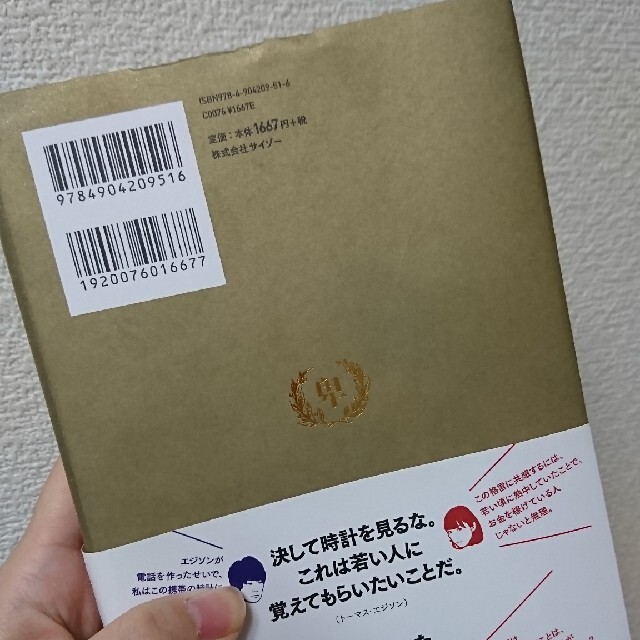 ISBN978-4-904209-51-6
C0076 ¥1667E
定価：本体1667円+税
株式会社サイゾー
9784904209516
1920076016677
卑
この格言に共感するには、
若い頃に熱中していたことで、
お金を稼げている人
じゃないと無理。
決して時計を見るな。
これは若い人に
覚えてもらいたいことだ。
（トーマス・エジソン）
エジソンが
電話を作ったせいで、
私はこの携帯の時計に